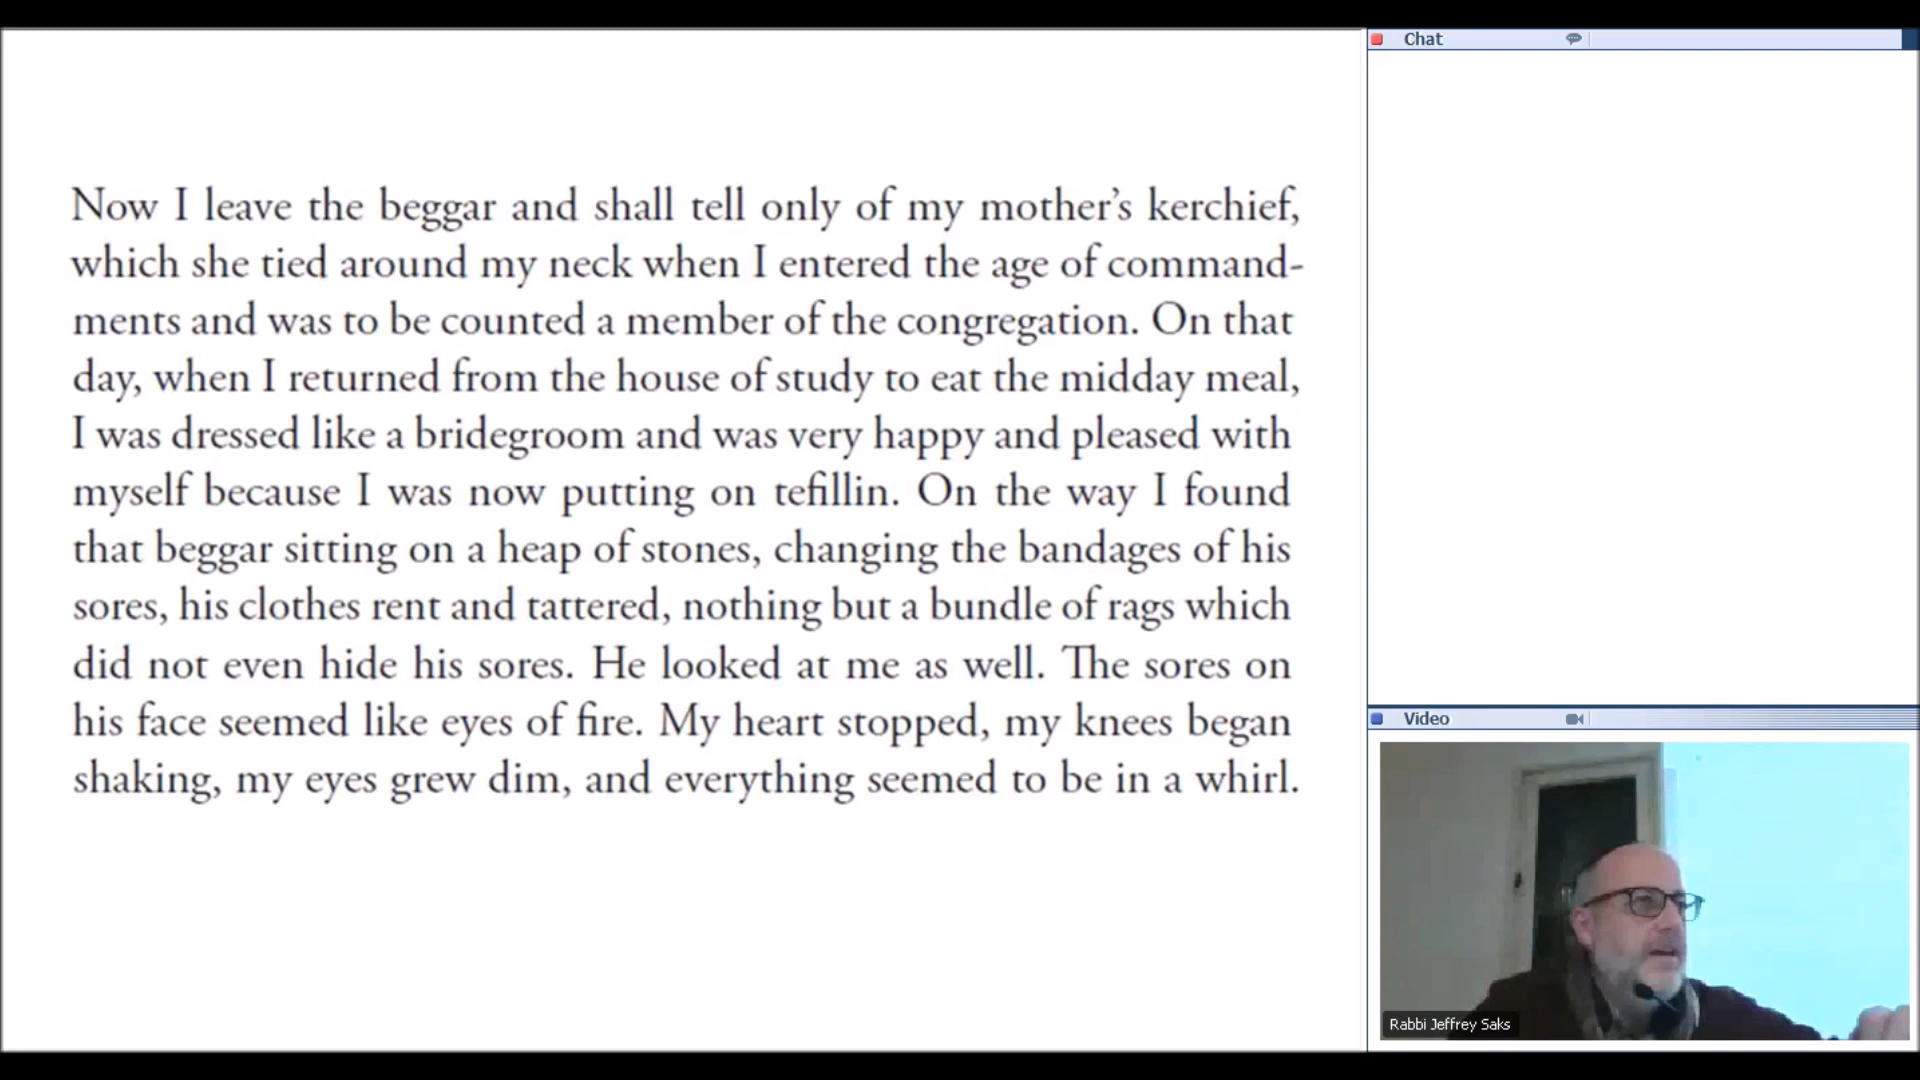 Now I leave the beggar and shall tell only of my mother’s kerchief,
which she tied around my neck when I entered the age of command-
ments and was to be counted a member of the congregation. On that
day, when I returned from the house of study to eat the midday meal,
I was dressed like a bridegroom and was very happy and pleased with
myself because I was now putting on tefillin. On the way I found
that beggar sitting on a heap of stones, changing the bandages of his
sores, his clothes rent and tattered, nothing but a bundle of rags which
did not even hide his sores. He looked at me as well. The sores on
his face seemed like eyes of fire. My heart stopped, my knees began
shaking, my eyes grew dim, and everything seemed to be in a whirl.
Chat
Video
Rabbi Jeffrey Saks